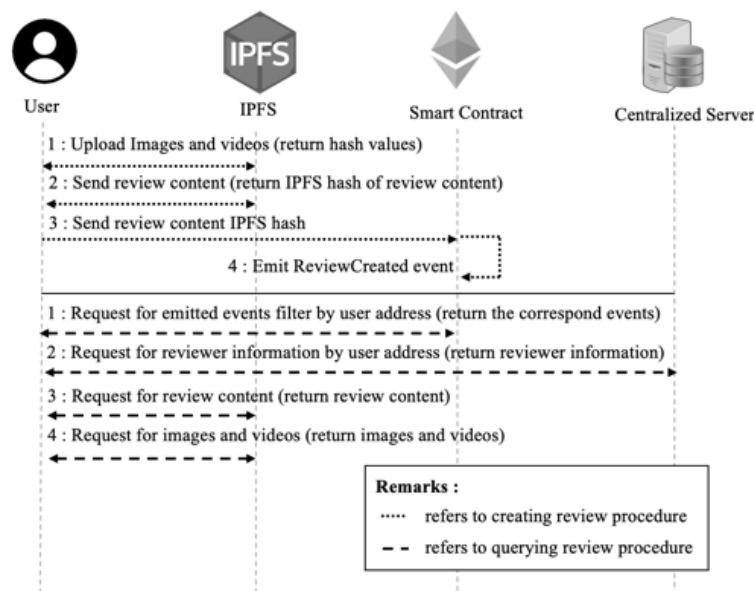 IPFS
User
IPFS
Smart Contract
Centralized Server
1 : Upload Images and videos (return hash values)
2 : Send review content (return IPFS hash of review content)
3 : Send review content IPFS hash
4 : Emit ReviewCreated event
1 : Request for emitted events filter by user address (return the correspond events)
2 : Request for reviewer information by user address (return reviewer information)
3 : Request for review content (return review content)
4 : Request for images and videos (return images and videos)
Remarks :
refers to creating review procedure
refers to querying review procedure